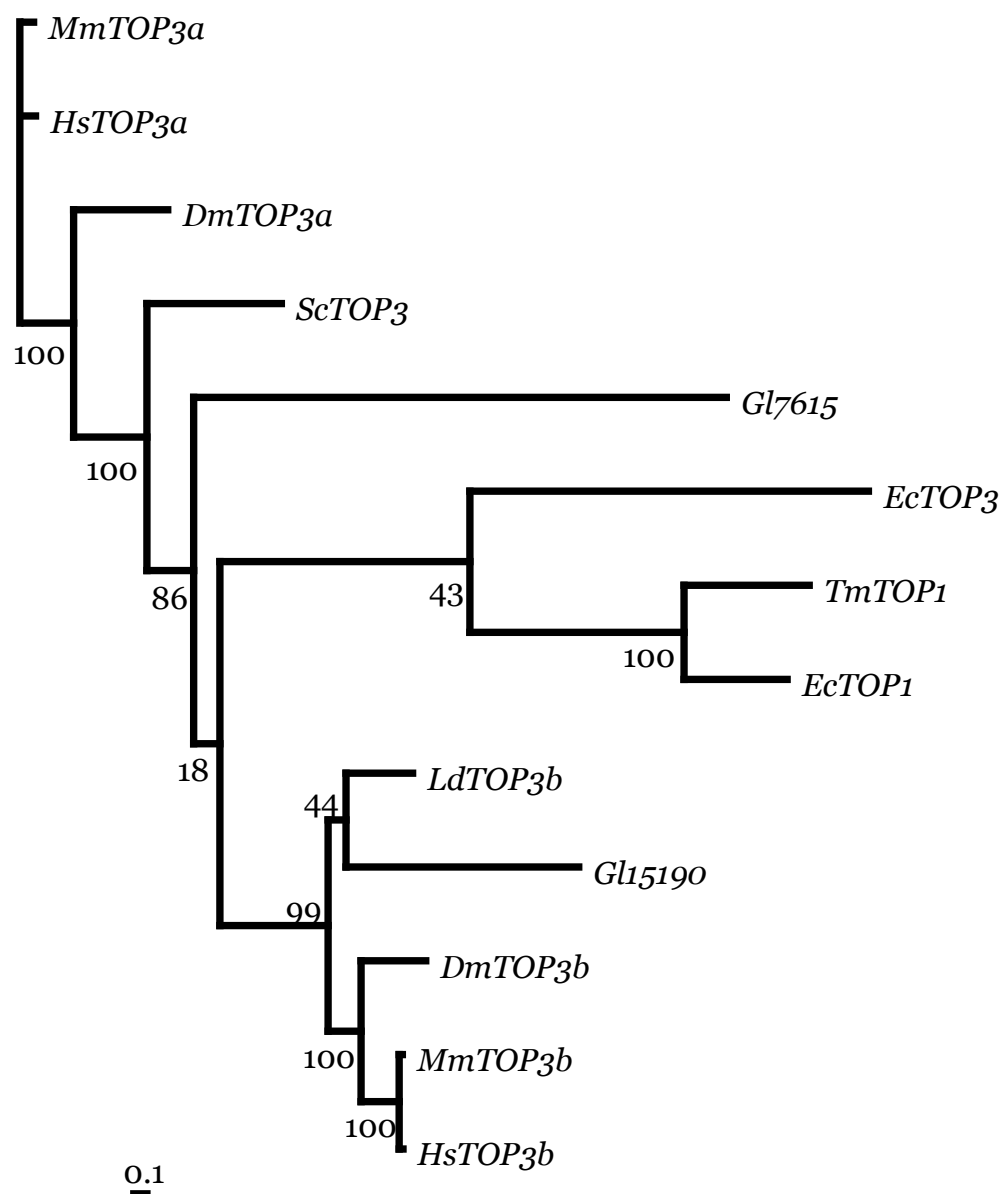 MmTOP3a
HsTOP3a
DmTOP3a
ScTOP3
100
Gl7615
100
EcTOP3
86
43
TmTOP1
100
EcTOP1
18
LdTOP3b
44
Gl15190
99
DmTOP3b
100
MmTOP3b
100
HsTOP3b
0.1